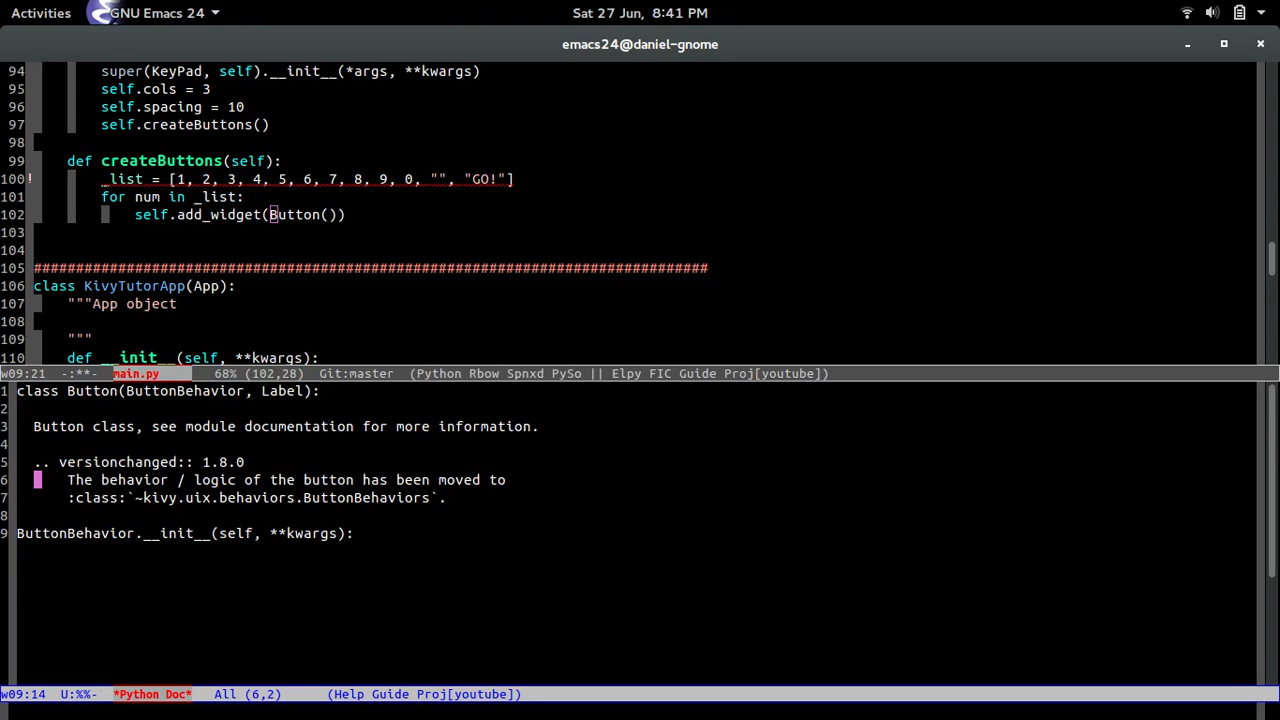 Activities GNU Emacs 24 Sat 27 Jun, 8:41 PM
emacs24@daniel-gnome
94         super(KeyPad, self).__init__(*args, **kwargs)
95         self.cols = 3
96         self.spacing = 10
97         self.createButtons()
98
99     def createButtons(self):
100!         _list = [1, 2, 3, 4, 5, 6, 7, 8, 9, 0, "", "GO!"]
101         for num in _list:
102             self.add_widget(Button())
103
104
105 ################################################################################
106 class KivyTutorApp(App):
107     """App object
108
109     """
110     def __init__(self, **kwargs):
w09:21  -:**-  main.py       68% (102,28)  Git:master  (Python Rbow Spnxd PySo || Elpy FIC Guide Proj[youtube])
1 class Button(ButtonBehavior, Label):
2
3   Button class, see module documentation for more information.
4
5   .. versionchanged:: 1.8.0
6       The behavior / logic of the button has been moved to
7       :class:`~kivy.uix.behaviors.ButtonBehaviors`.
8
9 ButtonBehavior.__init__(self, **kwargs):
w09:14  U:%%-  *Python Doc*   All (6,2)      (Help Guide Proj[youtube])